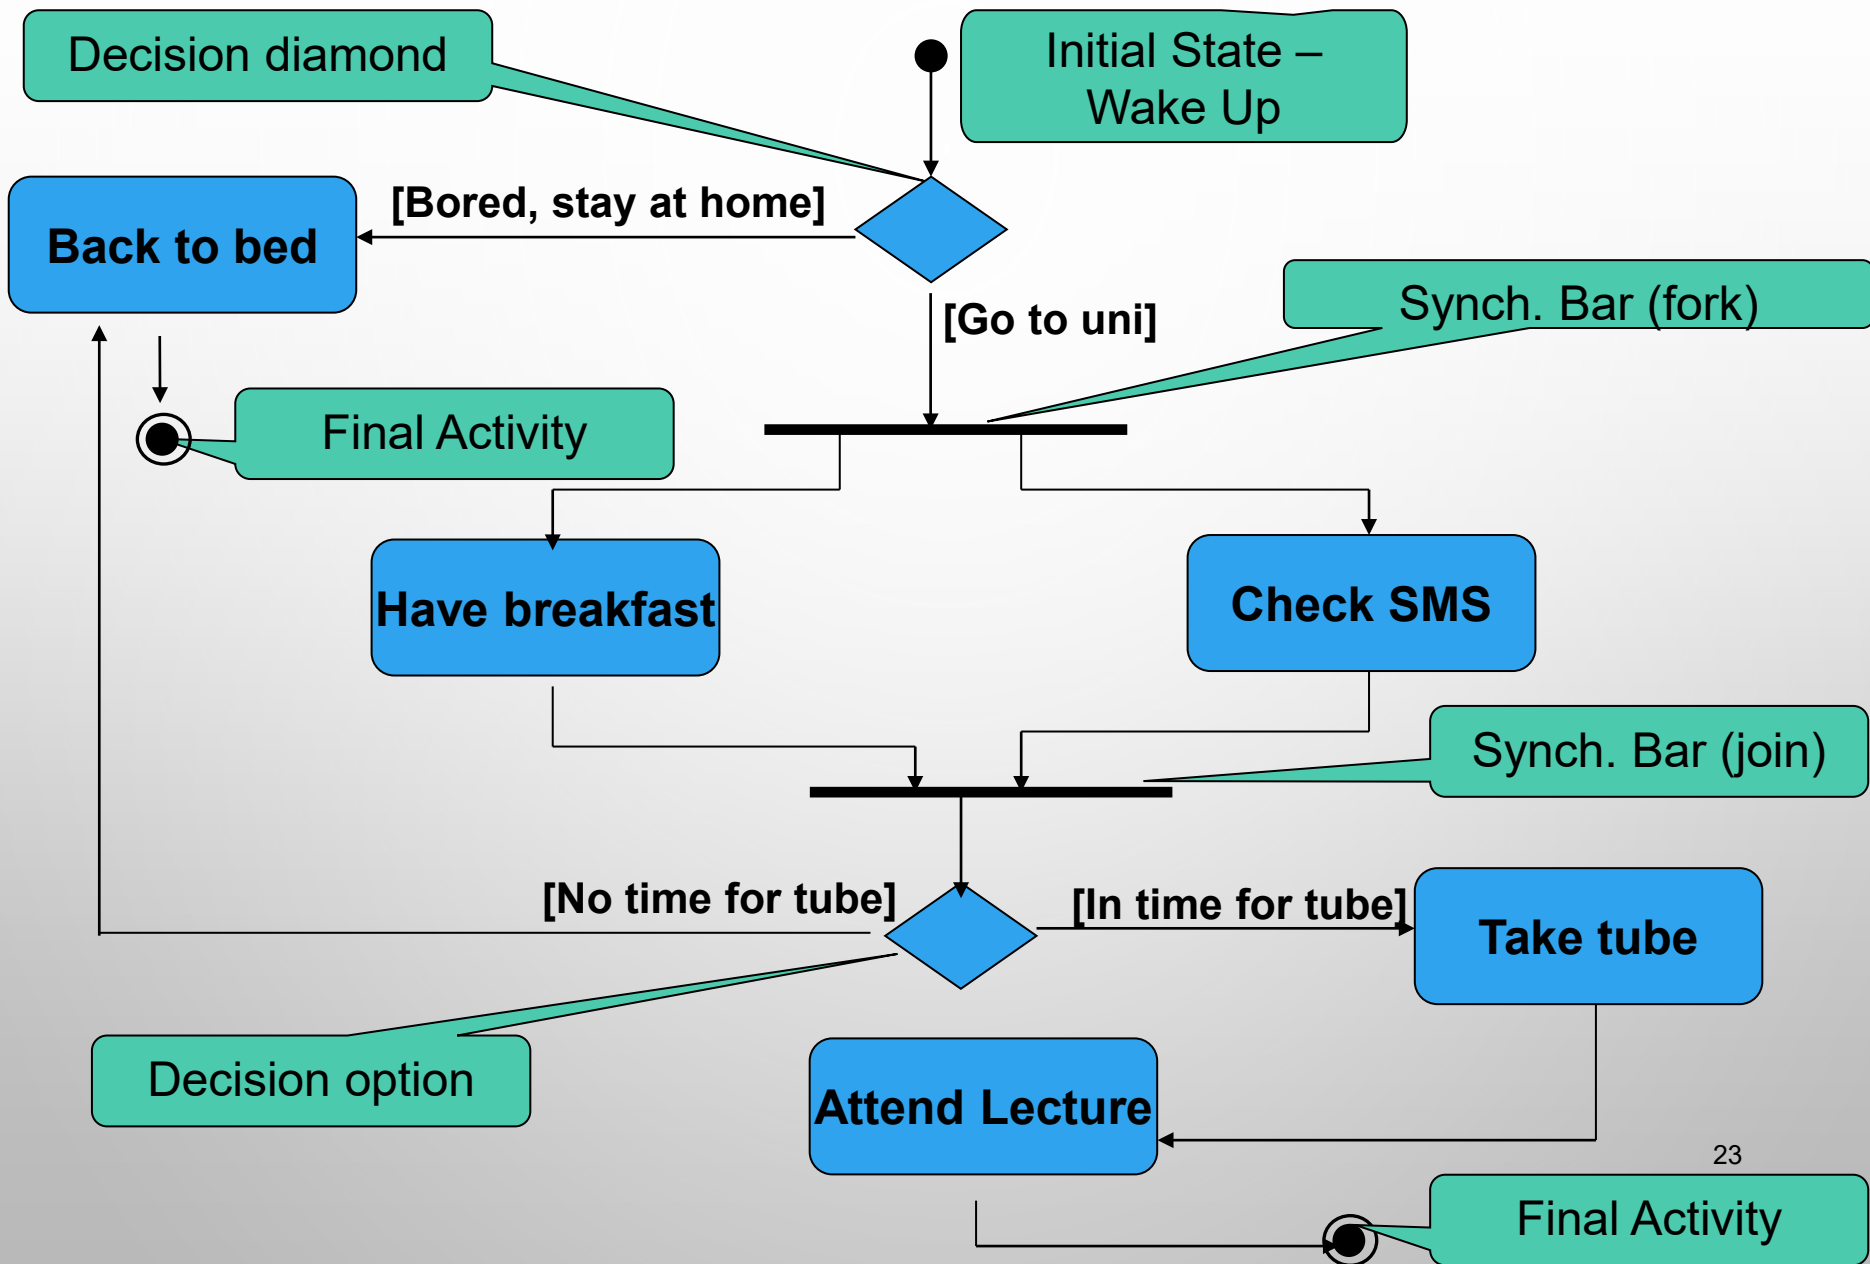 Decision diamond
Initial State –
Wake Up
[Bored, stay at home]
Back to bed
Synch. Bar (fork)
[Go to uni]
Final Activity
Have breakfast
Check SMS
Synch. Bar (join)
[No time for tube]
[In time for tube]
Take tube
Decision option
Attend Lecture
23
Final Activity